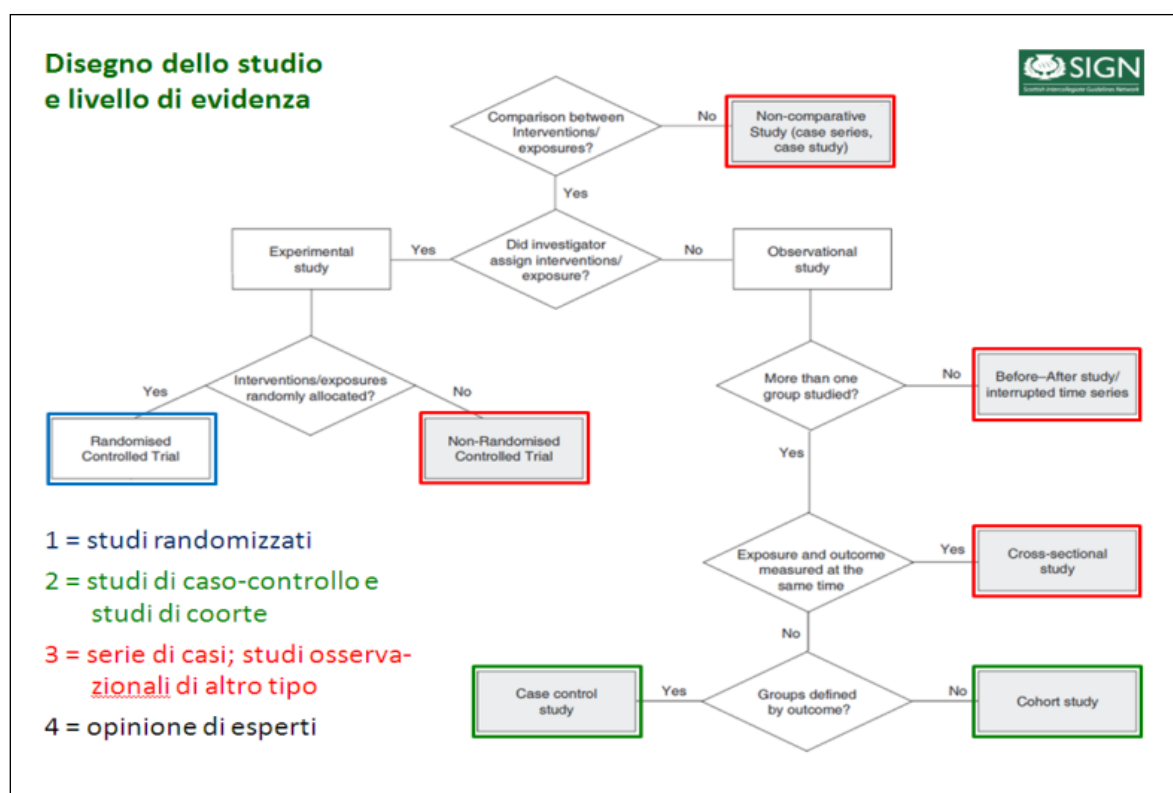 Disegno dello studio
e livello di evidenza
SIGN
Scottish Intercollegiate Guidelines Network
Comparison between
Interventions/
exposures?
No
Non-comparative
Study (case series,
case study)
Yes
Experimental
study
Yes
Did investigator
assign interventions/
exposure?
No
Observational
study
Yes
Interventions/exposures
randomly allocated?
No
More than one
group studied?
No
Before–After study/
interrupted time series
Randomised
Controlled Trial
Non-Randomised
Controlled Trial
Yes
1 = studi randomizzati
2 = studi di caso-controllo e
studi di coorte
3 = serie di casi; studi osserva-
zionali di altro tipo
4 = opinione di esperti
Exposure and outcome
measured at the
same time
Yes
Cross-sectional
study
No
Case control
study
Yes
Groups defined
by outcome?
No
Cohort study